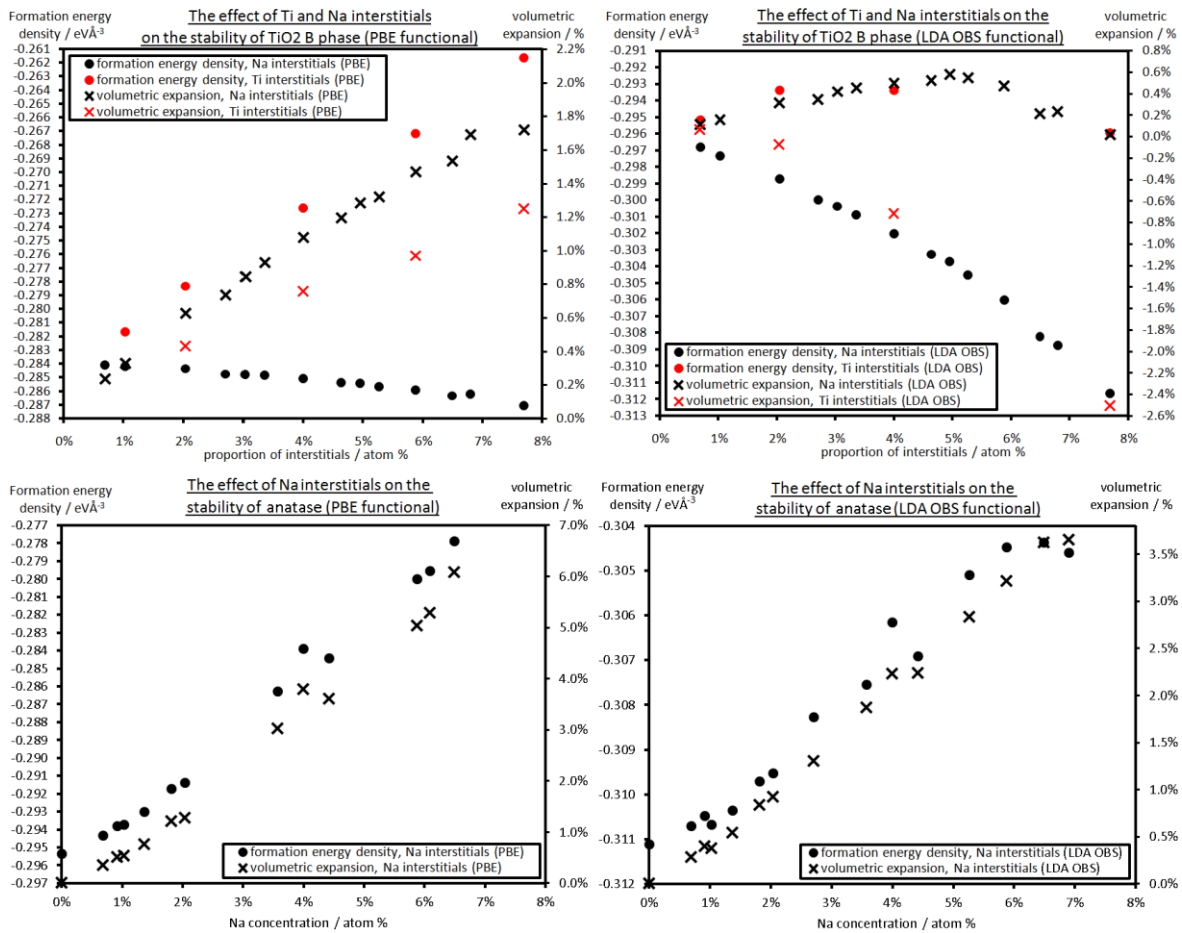 The effect of Ti and Na interstitials
on the stability of TiO2 B phase (PBE functional)
Formation energy
density / eVÅ⁻³
volumetric
expansion / %
-0.261
-0.262
-0.263
-0.264
-0.265
-0.266
-0.267
-0.268
-0.269
-0.270
-0.271
-0.272
-0.273
-0.274
-0.275
-0.276
-0.277
-0.278
-0.279
-0.280
-0.281
-0.282
-0.283
-0.284
-0.285
-0.286
-0.287
-0.288
formation energy density, Na interstitials (PBE)
formation energy density, Ti interstitials (PBE)
volumetric expansion, Na interstitials (PBE)
volumetric expansion, Ti interstitials (PBE)
2.2%
2.0%
1.8%
1.6%
1.4%
1.2%
1.0%
0.8%
0.6%
0.4%
0.2%
0.0%
0% 1% 2% 3% 4% 5% 6% 7% 8%
proportion of interstitials / atom %
The effect of Ti and Na interstitials on the
stability of TiO2 B phase (LDA OBS functional)
Formation energy
density / eVÅ⁻³
volumetric
expansion / %
-0.291
-0.292
-0.293
-0.294
-0.295
-0.296
-0.297
-0.298
-0.299
-0.300
-0.301
-0.302
-0.303
-0.304
-0.305
-0.306
-0.307
-0.308
-0.309
-0.310
-0.311
-0.312
-0.313
formation energy density, Na interstitials (LDA OBS)
formation energy density, Ti interstitials (LDA OBS)
volumetric expansion, Na interstitials (LDA OBS)
volumetric expansion, Ti interstitials (LDA OBS)
0.8%
0.6%
0.4%
0.2%
0.0%
-0.2%
-0.4%
-0.6%
-0.8%
-1.0%
-1.2%
-1.4%
-1.6%
-1.8%
-2.0%
-2.2%
-2.4%
-2.6%
0% 1% 2% 3% 4% 5% 6% 7% 8%
proportion of interstitials / atom %
The effect of Na interstitials on the
stability of anatase (PBE functional)
Formation energy
density / eVÅ⁻³
volumetric
expansion / %
-0.277
-0.278
-0.279
-0.280
-0.281
-0.282
-0.283
-0.284
-0.285
-0.286
-0.287
-0.288
-0.289
-0.290
-0.291
-0.292
-0.293
-0.294
-0.295
-0.296
-0.297
formation energy density, Na interstitials (PBE)
volumetric expansion, Na interstitials (PBE)
7.0%
6.0%
5.0%
4.0%
3.0%
2.0%
1.0%
0.0%
0% 1% 2% 3% 4% 5% 6% 7% 8%
Na concentration / atom %
The effect of Na interstitials on the
stability of anatase (LDA OBS functional)
Formation energy
density / eVÅ⁻³
volumetric
expansion / %
-0.304
-0.305
-0.306
-0.307
-0.308
-0.309
-0.310
-0.311
-0.312
formation energy density, Na interstitials (LDA OBS)
volumetric expansion, Na interstitials (LDA OBS)
3.5%
3.0%
2.5%
2.0%
1.5%
1.0%
0.5%
0.0%
0% 1% 2% 3% 4% 5% 6% 7% 8%
Na concentration / atom %